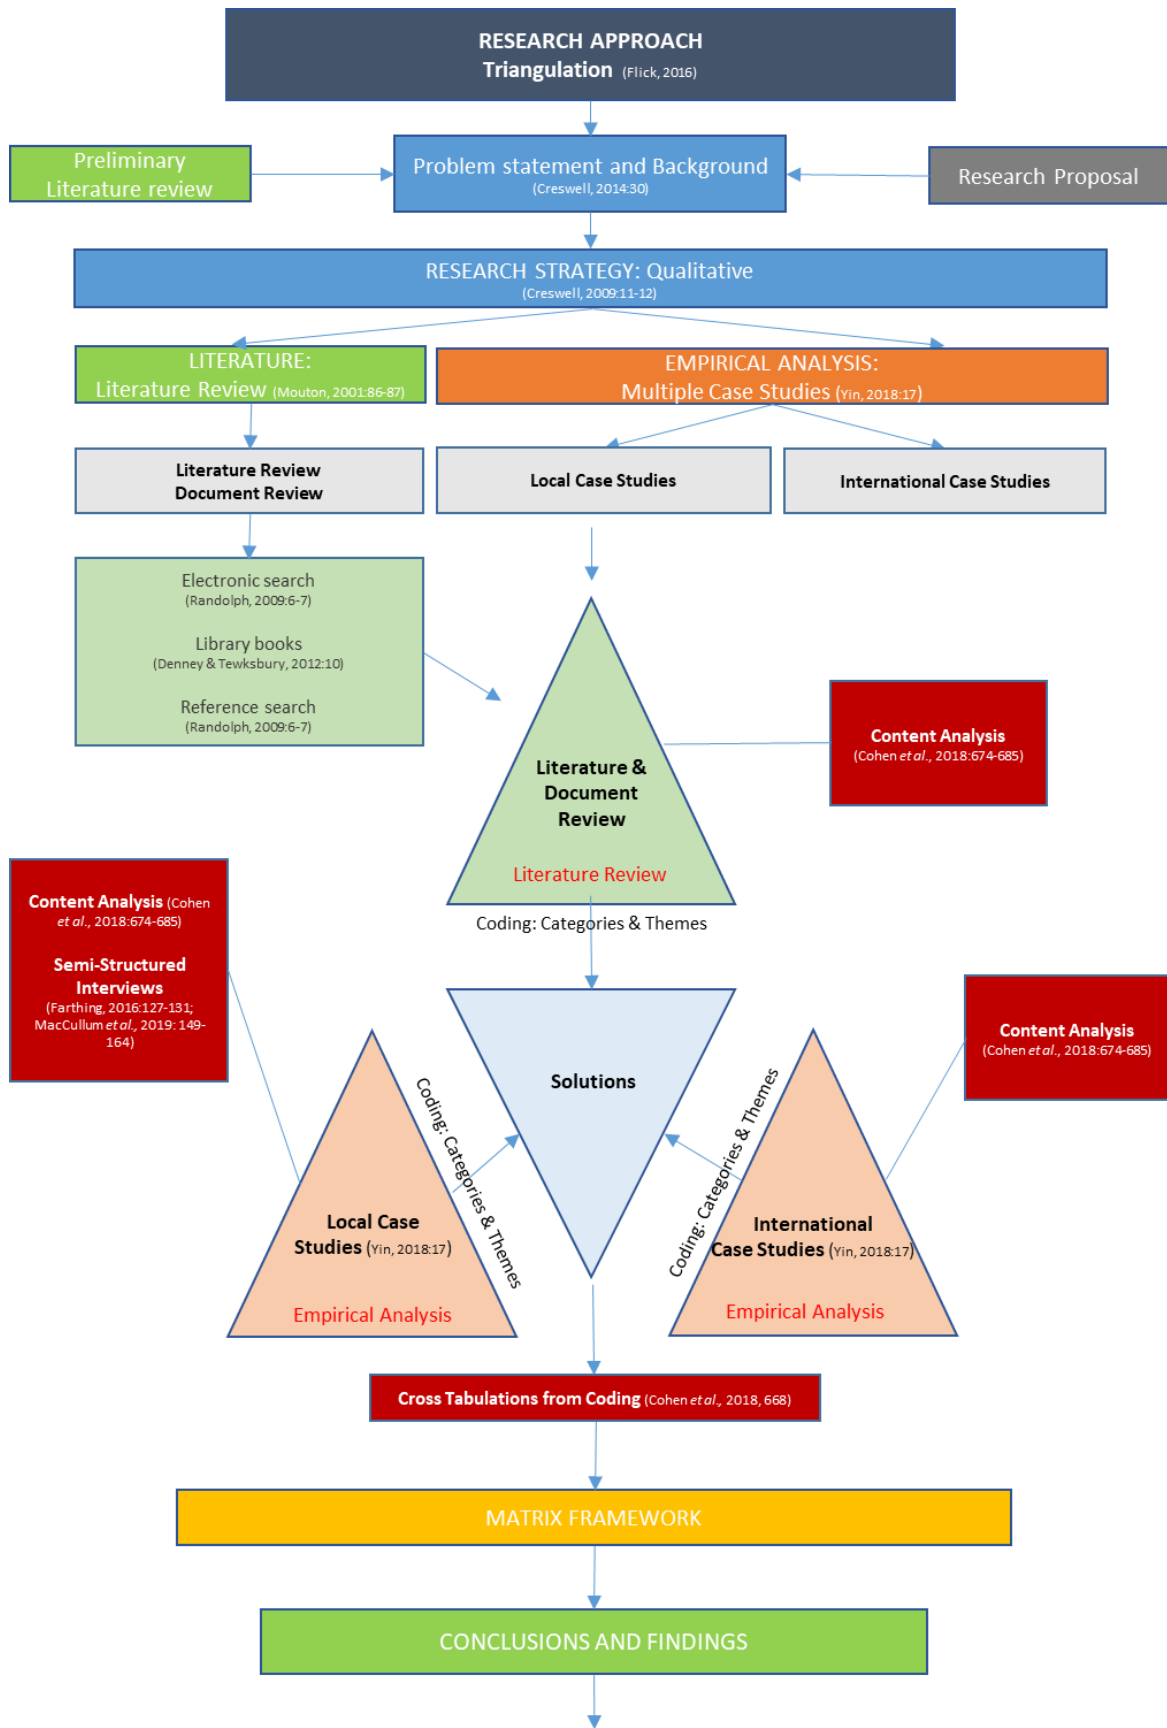 RESEARCH APPROACH
Triangulation (Flick, 2016)
Preliminary
Literature review
Problem statement and Background
(Creswell, 2014:30)
Research Proposal
RESEARCH STRATEGY: Qualitative
(Creswell, 2009:11-12)
LITERATURE:
Literature Review (Mouton, 2001:86-87)
EMPIRICAL ANALYSIS:
Multiple Case Studies (Yin, 2018:17)
Literature Review
Document Review
Local Case Studies
International Case Studies
Electronic search
(Randolph, 2009:6-7)
Library books
(Denney & Tewksbury, 2012:10)
Reference search
(Randolph, 2009:6-7)
Literature &
Document
Review
Literature Review
Content Analysis
(Cohen et al., 2018:674-685)
Coding: Categories & Themes
Content Analysis (Cohen
et al., 2018:674-685)
Semi-Structured
Interviews
(Farthing, 2016:127-131;
MacCullum et al., 2019: 149-
164)
Solutions
Content Analysis
(Cohen et al., 2018:674-685)
Coding: Categories & Themes
Coding: Categories & Themes
Local Case
Studies (Yin, 2018:17)
Empirical Analysis
International
Case Studies (Yin, 2018:17)
Empirical Analysis
Cross Tabulations from Coding (Cohen et al., 2018, 668)
MATRIX FRAMEWORK
CONCLUSIONS AND FINDINGS